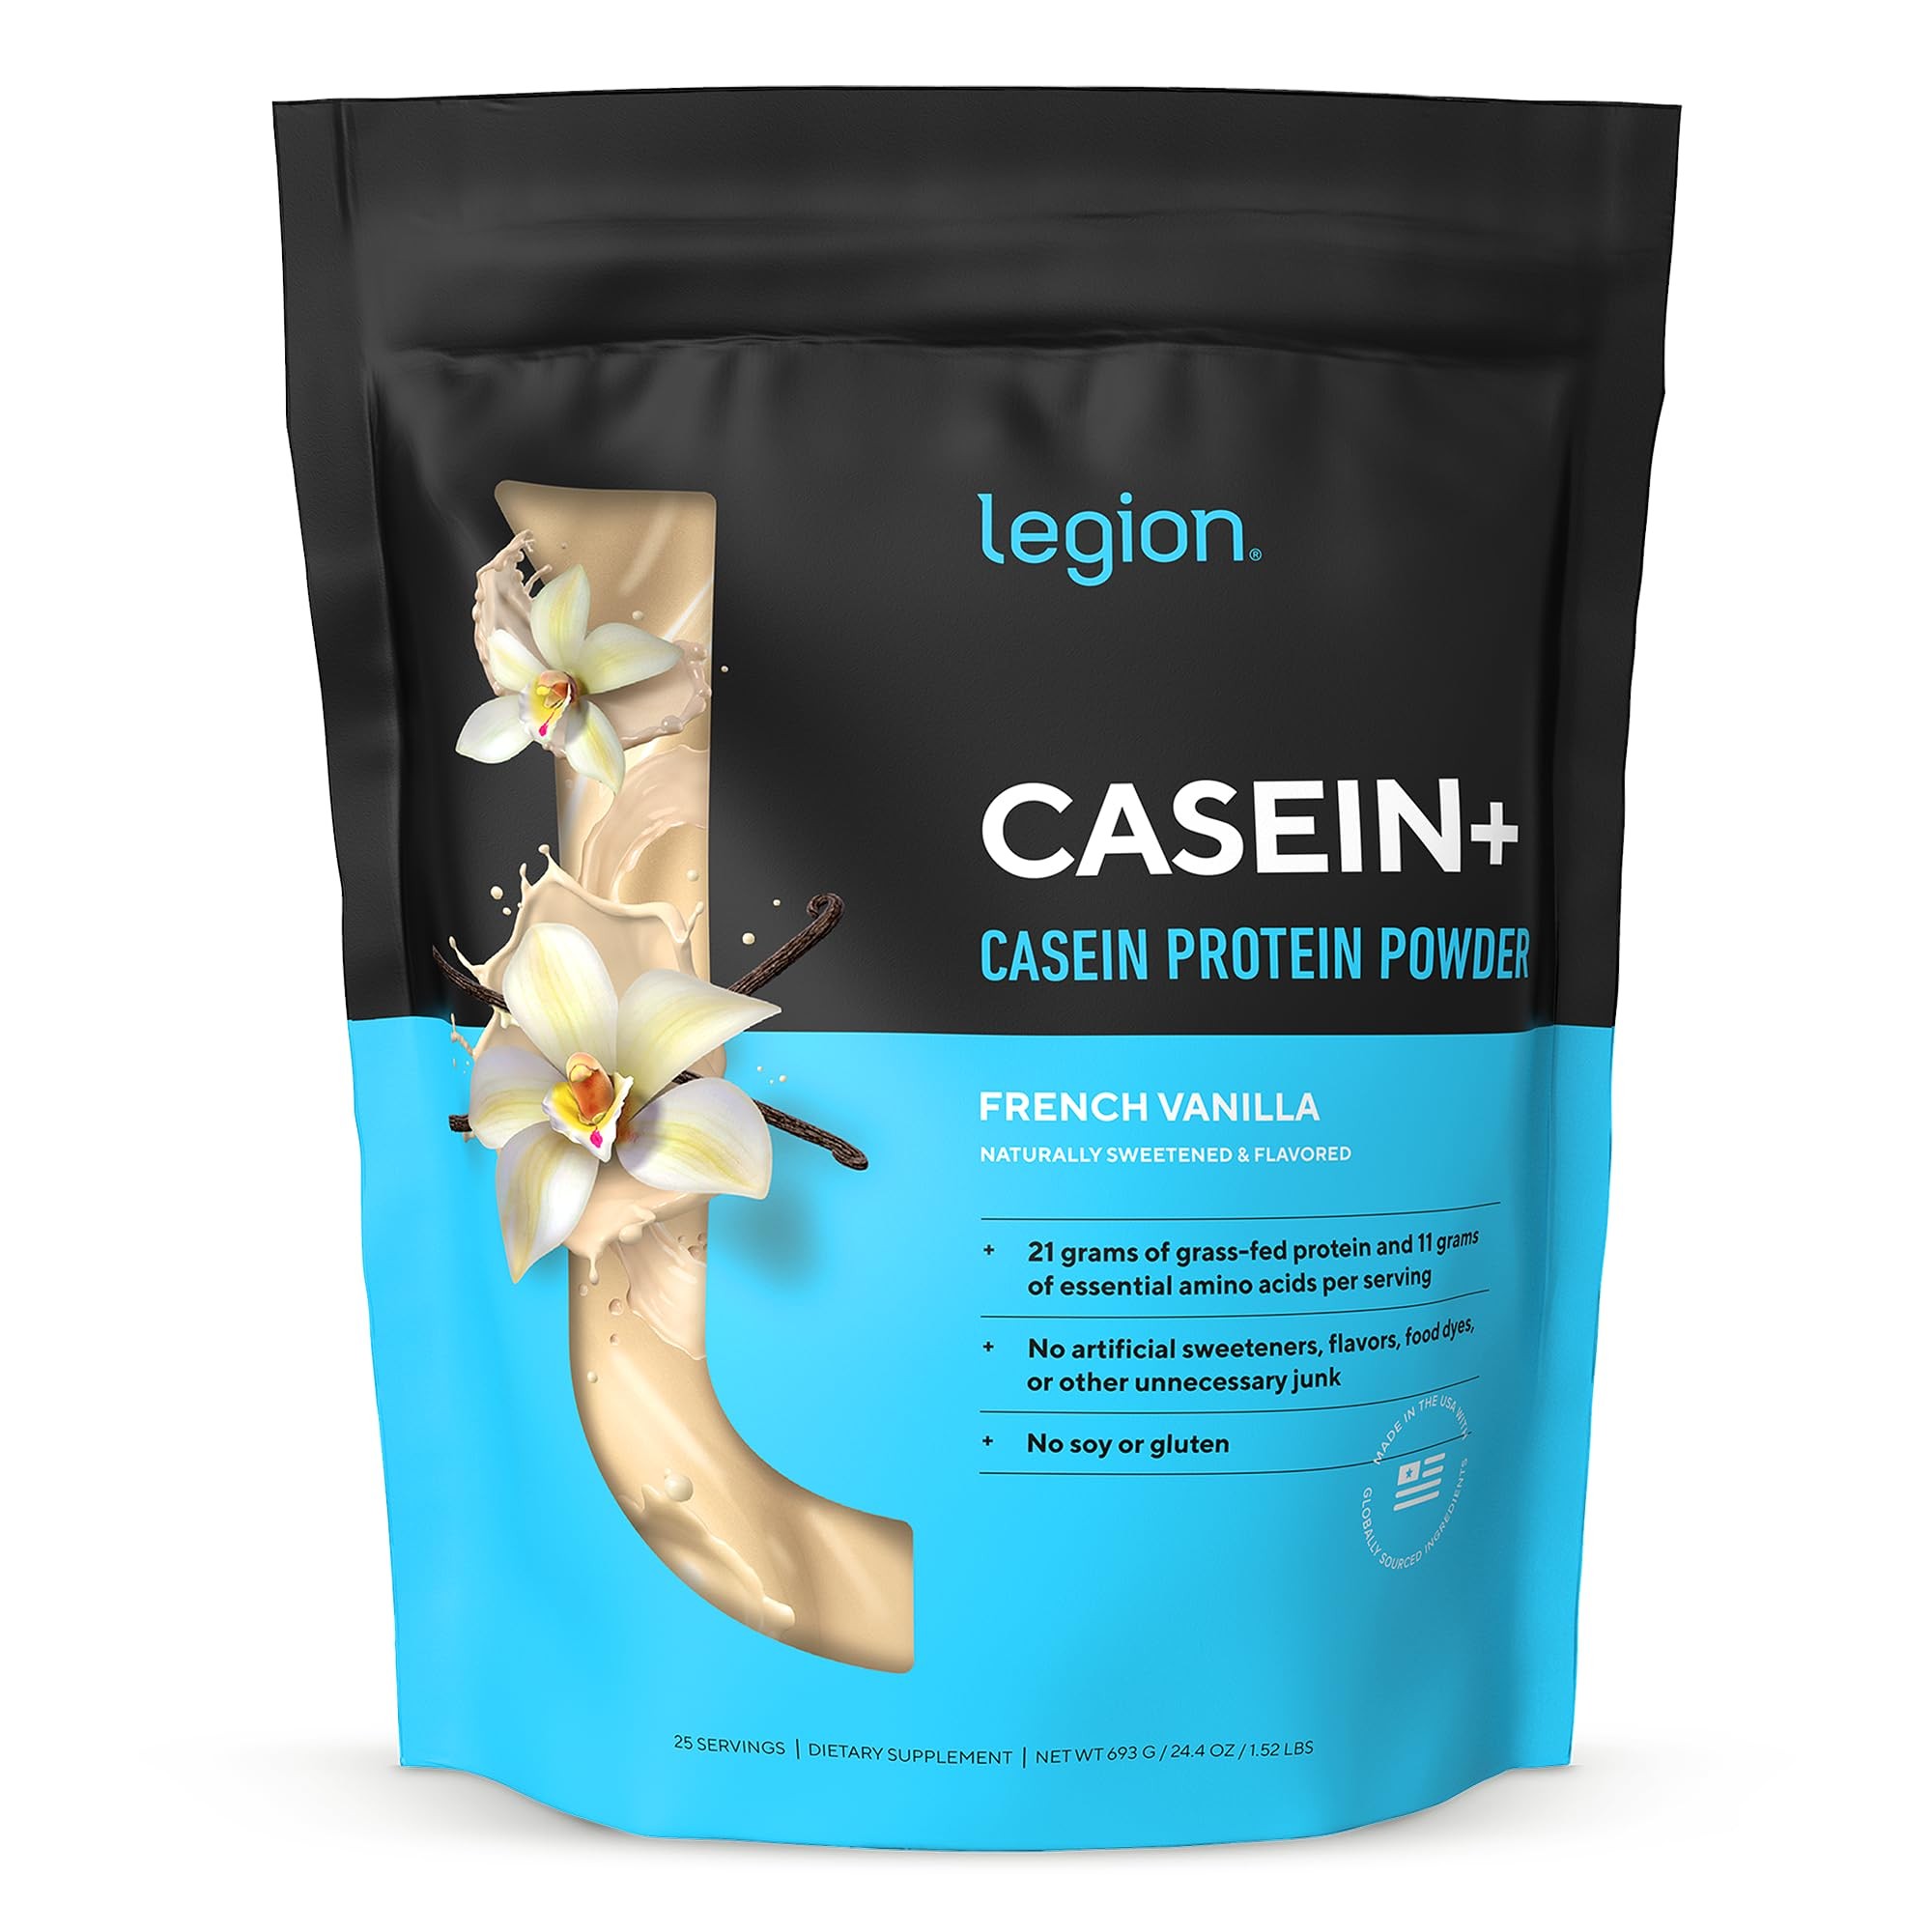 legion®
CASEIN+
CASEIN PROTEIN POWDER
FRENCH VANILLA
NATURALLY SWEETENED & FLAVORED
+ 21 grams of grass-fed protein and 11 grams
of essential amino acids per serving
+ No artificial sweeteners, flavors, food dyes,
or other unnecessary junk
+ No soy or gluten
MADE IN THE USA WITH
GLOBALLY SOURCED INGREDIENTS
25 SERVINGS | DIETARY SUPPLEMENT | NET WT 693 G / 24.4 OZ / 1.52 LBS